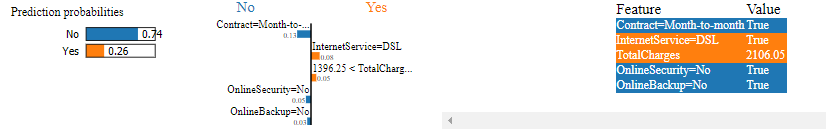 Prediction probabilities
No 0.74
Yes 0.26
No Yes
Contract=Month-to-...
0.13
InternetService=DSL
0.08
1396.25 < TotalCharg...
0.05
OnlineSecurity=No
0.05
OnlineBackup=No
0.03
Feature Value
Contract=Month-to-month True
InternetService=DSL True
TotalCharges 2106.05
OnlineSecurity=No True
OnlineBackup=No True